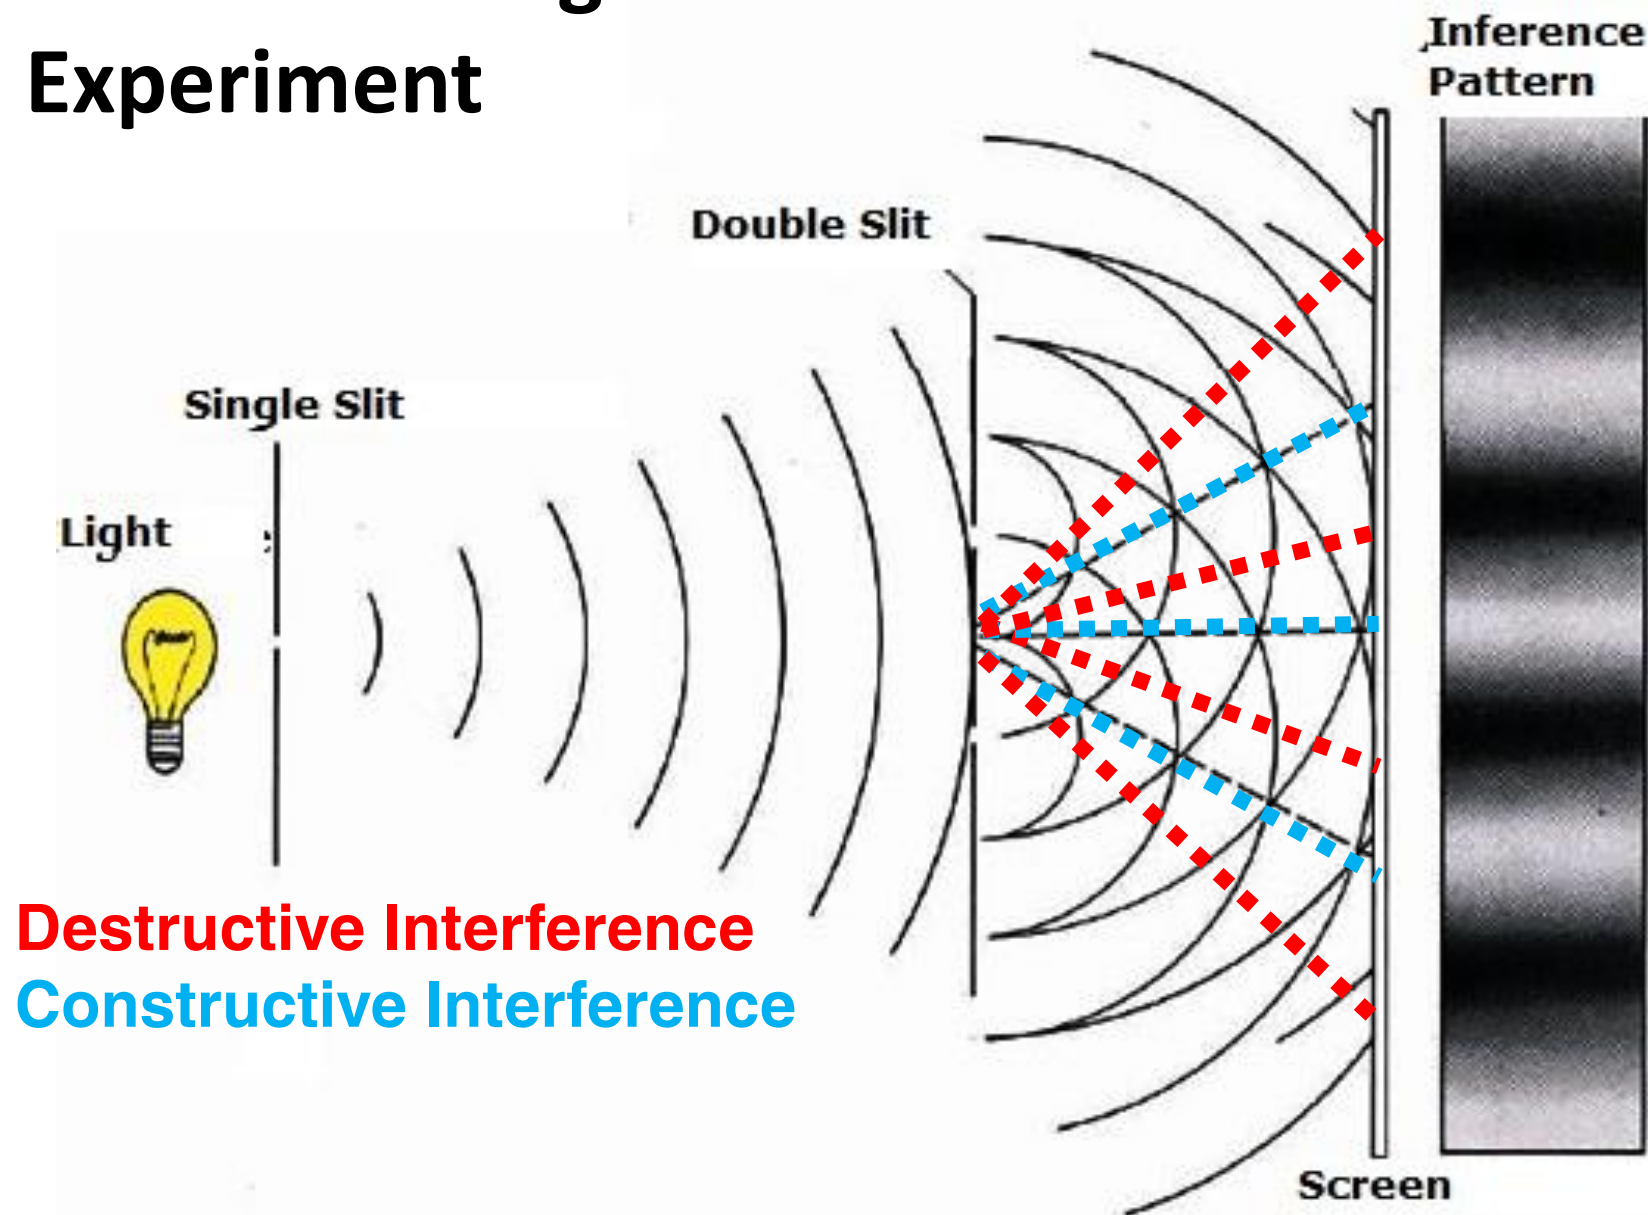 Experiment
Inference
Pattern
Double Slit
Single Slit
Light
Destructive Interference
Constructive Interference
Screen